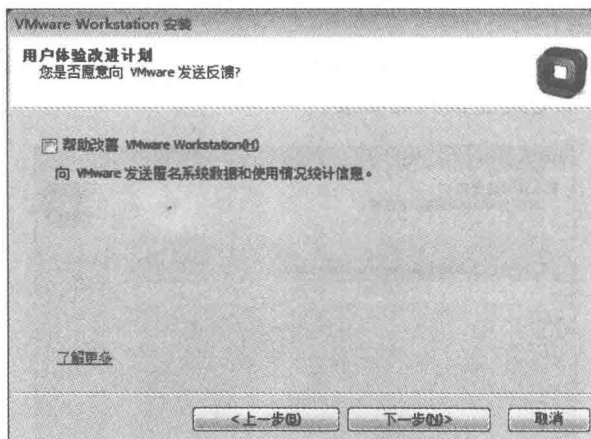 VMware Workstation 安装
用户体验改进计划
您是否愿意向 VMware 发送反馈?
帮助改善 VMware Workstation(H)
向 VMware 发送匿名系统数据和使用情况统计信息。
了解更多
<上一步(B)
下一步(N)>
取消